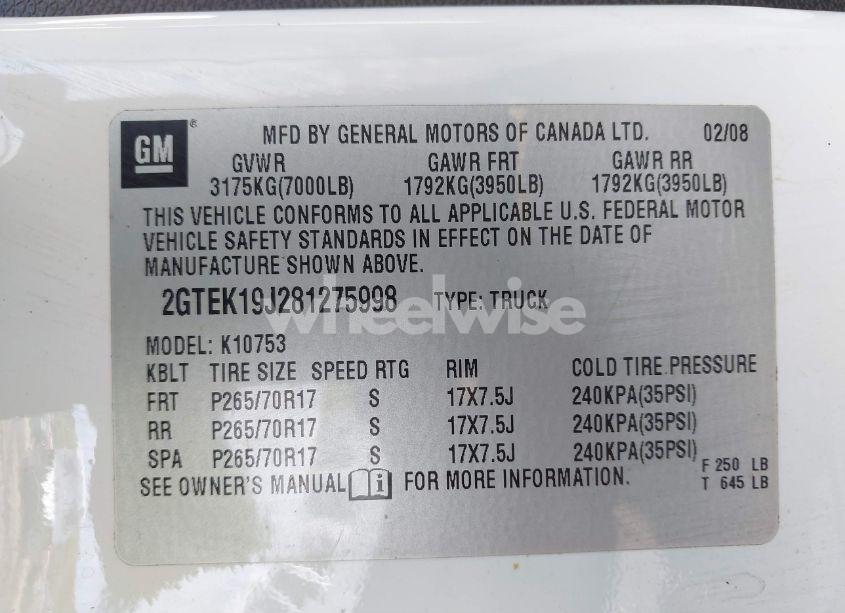 GM® MFD BY GENERAL MOTORS OF CANADA LTD. 02/08
GVWR GAWR FRT GAWR RR
3175KG(7000LB) 1792KG(3950LB) 1792KG(3950LB)
THIS VEHICLE CONFORMS TO ALL APPLICABLE U.S. FEDERAL MOTOR
VEHICLE SAFETY STANDARDS IN EFFECT ON THE DATE OF
MANUFACTURE SHOWN ABOVE.
2GTEK19J281275998 TYPE: TRUCK
wheelwise
MODEL: K10753
KBLT TIRE SIZE SPEED RTG RIM COLD TIRE PRESSURE
FRT P265/70R17 S 17X7.5J 240KPA(35PSI)
RR P265/70R17 S 17X7.5J 240KPA(35PSI)
SPA P265/70R17 S 17X7.5J 240KPA(35PSI)
F 250 LB
SEE OWNER'S MANUAL i FOR MORE INFORMATION. T 645 LB